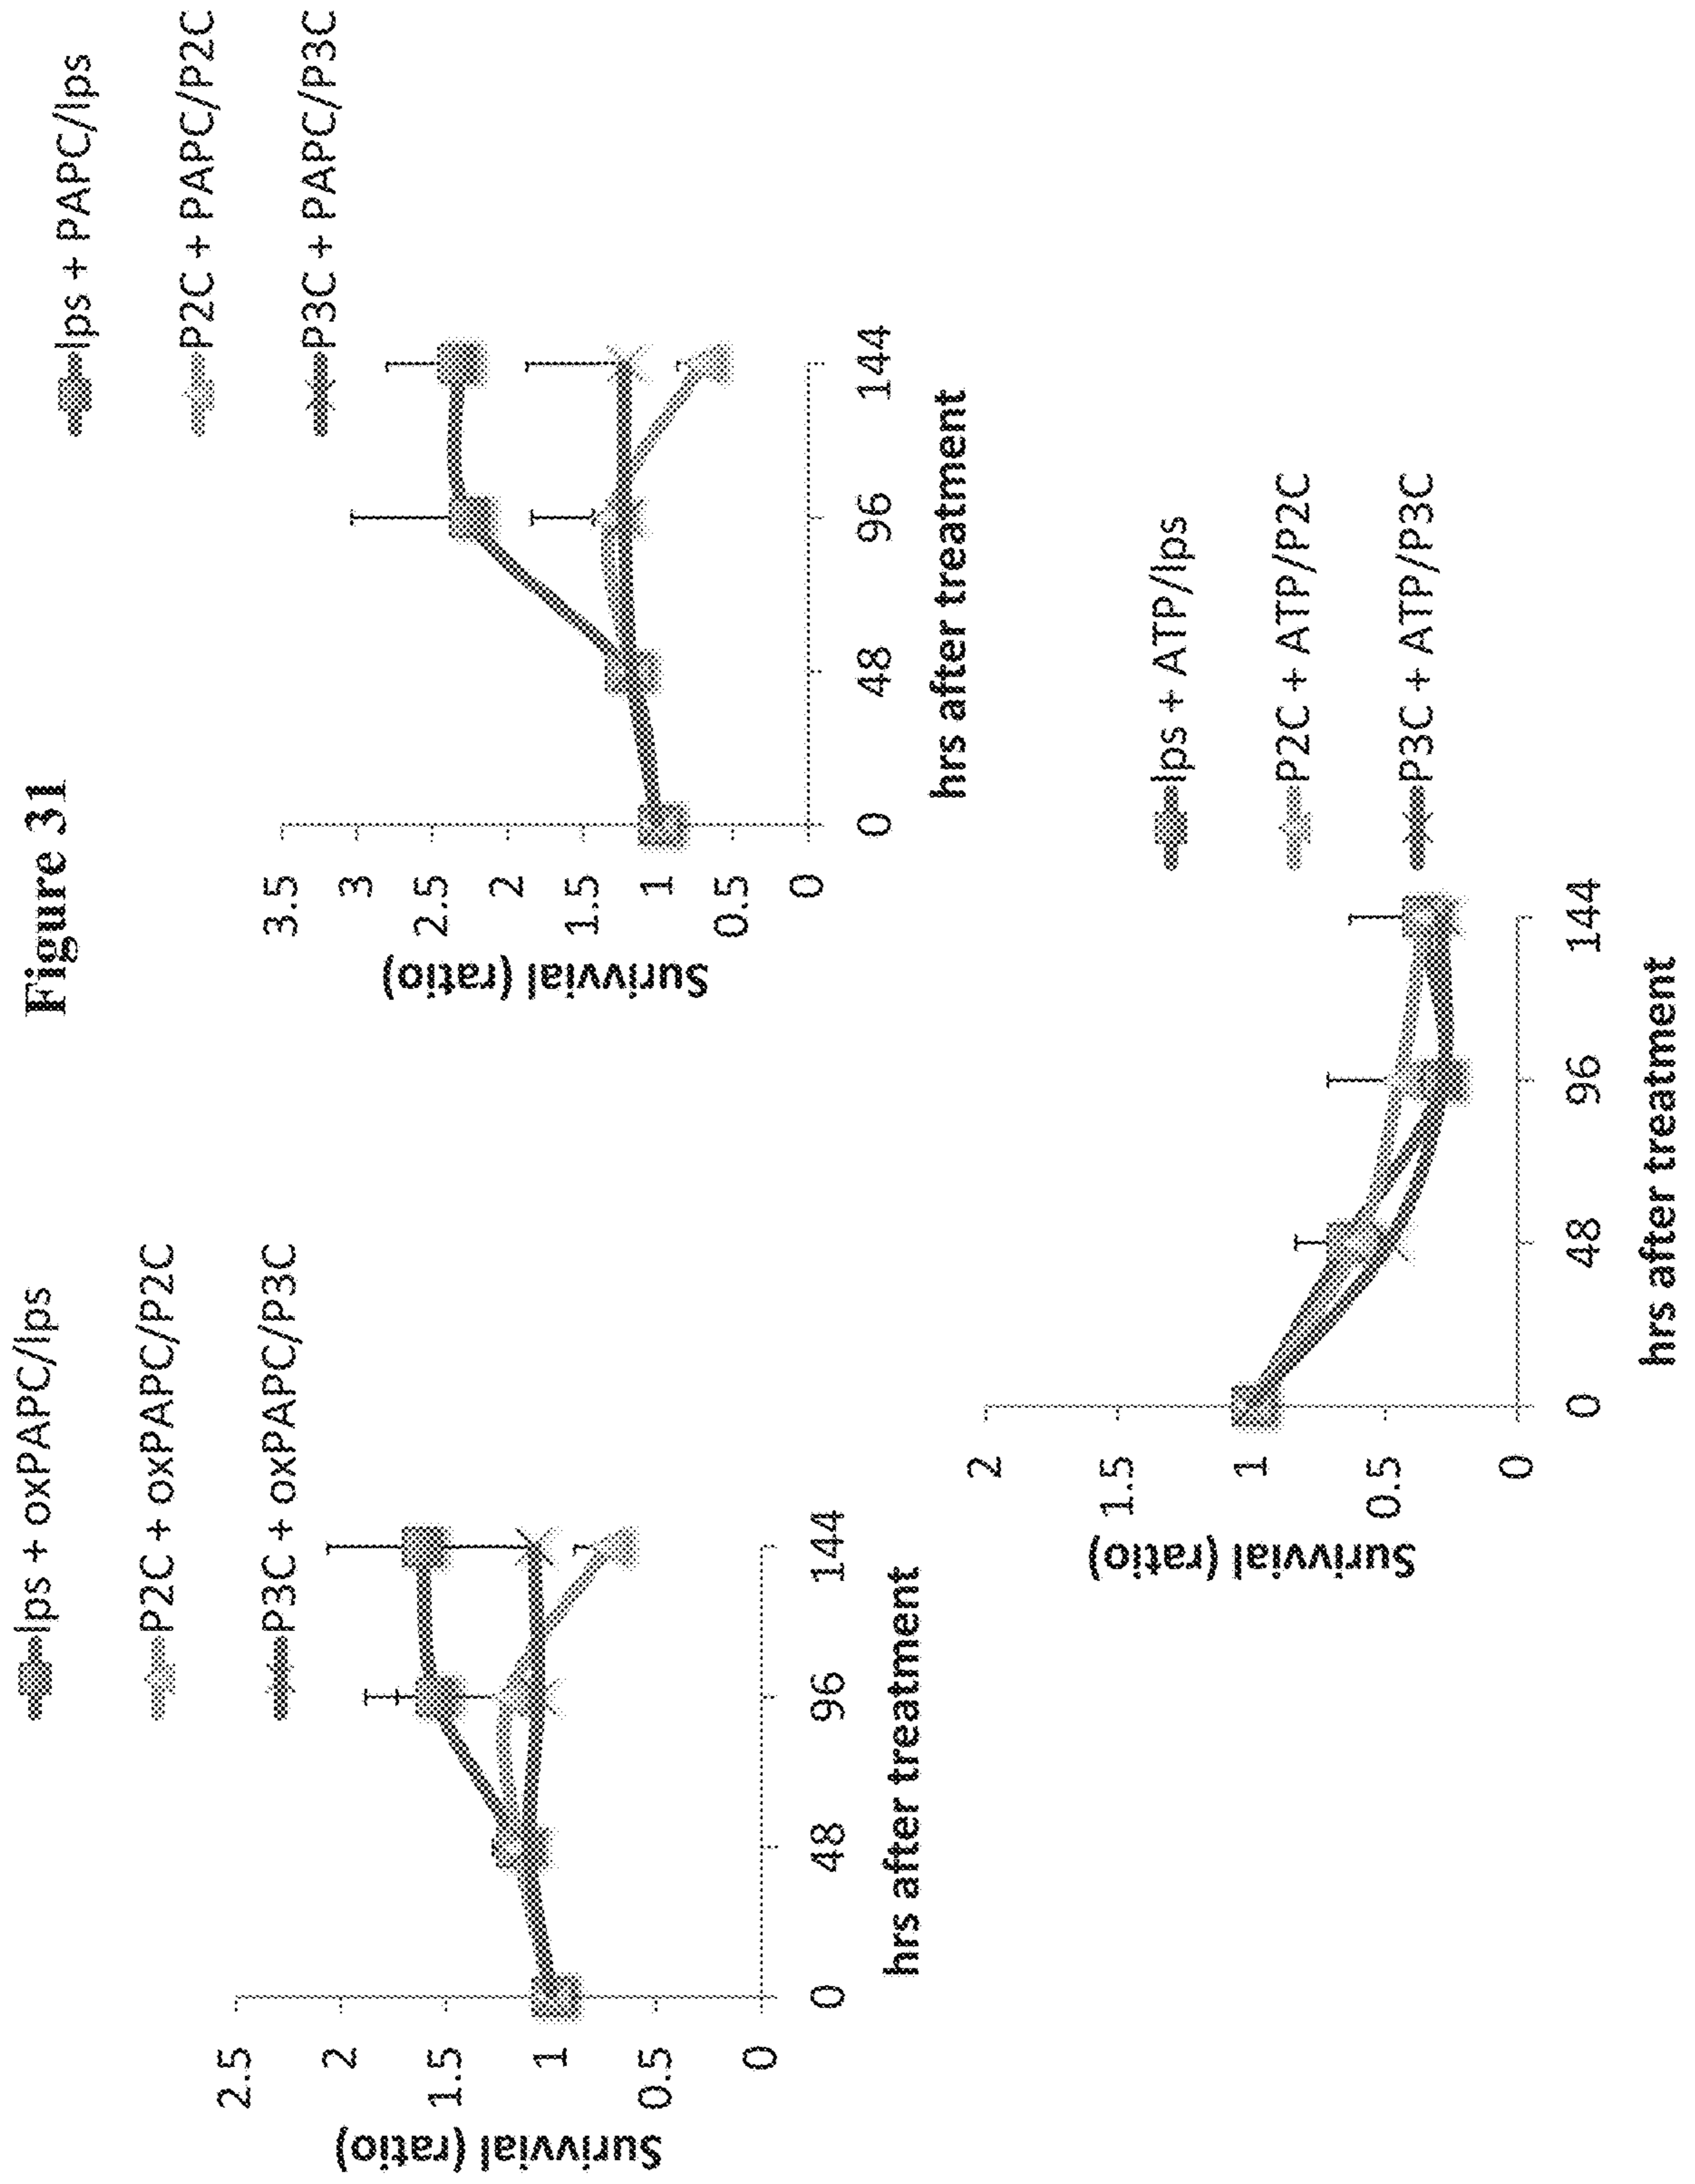 Figure 31
Surivvial (ratio)
2.5
2
1.5
1
0.5
0
0
48
96
144
hrs after treatment
lps + oxPAPC/lps
P2C + oxPAPC/P2C
P3C + oxPAPC/P3C
Surivvial (ratio)
3.5
3
2.5
2
1.5
1
0.5
0
0
48
96
144
hrs after treatment
lps + PAPC/lps
P2C + PAPC/P2C
P3C + PAPC/P3C
Surivvial (ratio)
2
1.5
1
0.5
0
0
48
96
144
hrs after treatment
lps + ATP/lps
P2C + ATP/P2C
P3C + ATP/P3C